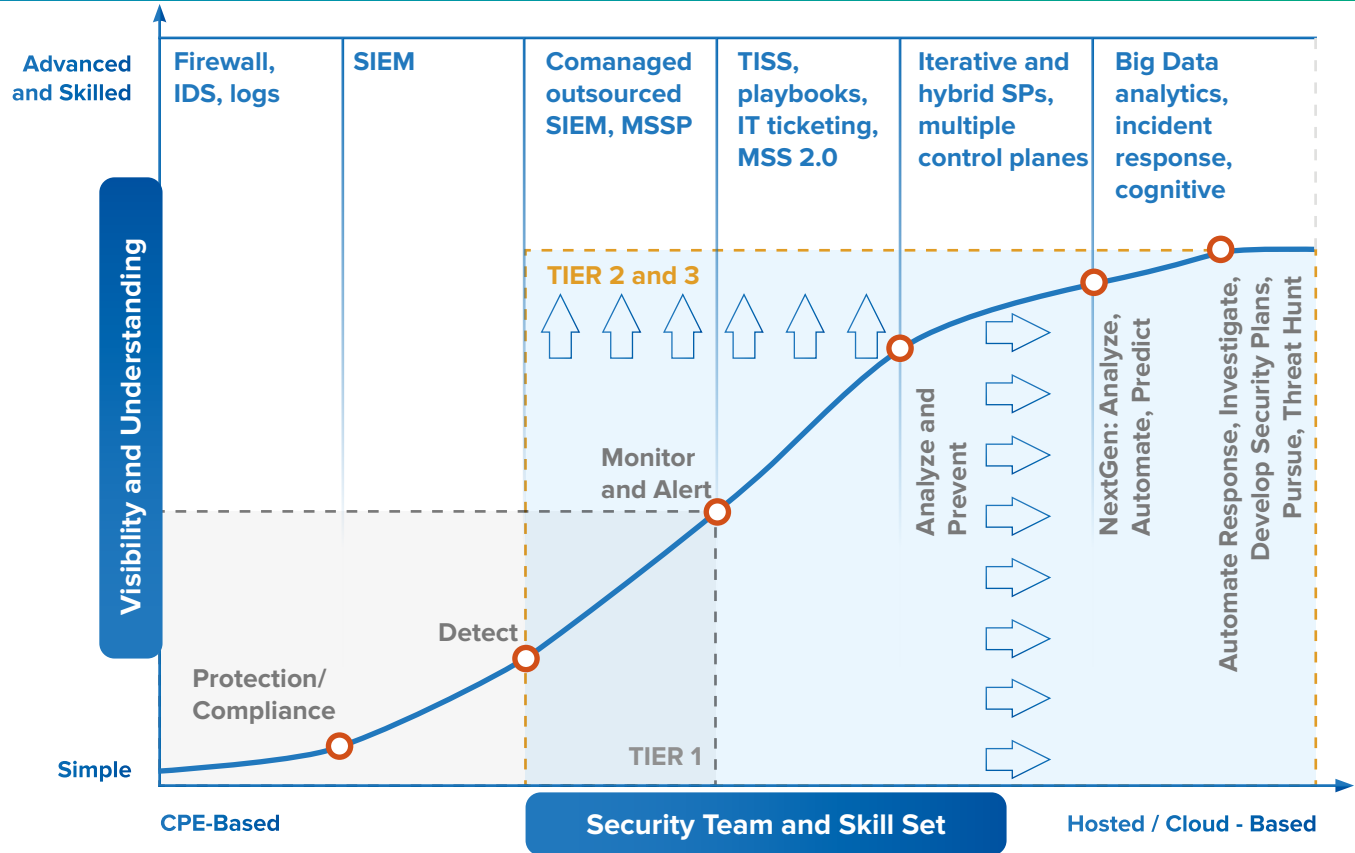 Advanced
and Skilled
Firewall,
IDS, logs
SIEM
Comanaged
outsourced
SIEM, MSSP
TISS,
playbooks,
IT ticketing,
MSS 2.0
Iterative and
hybrid SPs,
multiple
control planes
Big Data
analytics,
incident
response,
cognitive
Visibility and Understanding
TIER 2 and 3
Monitor
and Alert
Analyze and
Prevent
NextGen: Analyze,
Automate, Predict
Automate Response, Investigate,
Develop Security Plans,
Pursue, Threat Hunt
Detect
Protection/
Compliance
TIER 1
Simple
CPE-Based
Security Team and Skill Set
Hosted / Cloud - Based